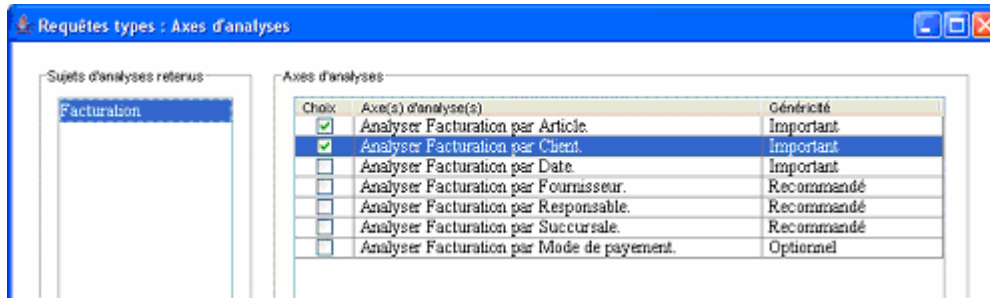 Requêtes types : Axes d'analyses
Sujets d'analyses retenus
Facturation
Axes d'analyses
Choix Axe(s) d'analyse(s) Généricité
Analyser Facturation par Article. Important
Analyser Facturation par Client. Important
Analyser Facturation par Date. Important
Analyser Facturation par Fournisseur. Recommandé
Analyser Facturation par Responsable. Recommandé
Analyser Facturation par Succursale. Recommandé
Analyser Facturation par Mode de payement. Optionnel